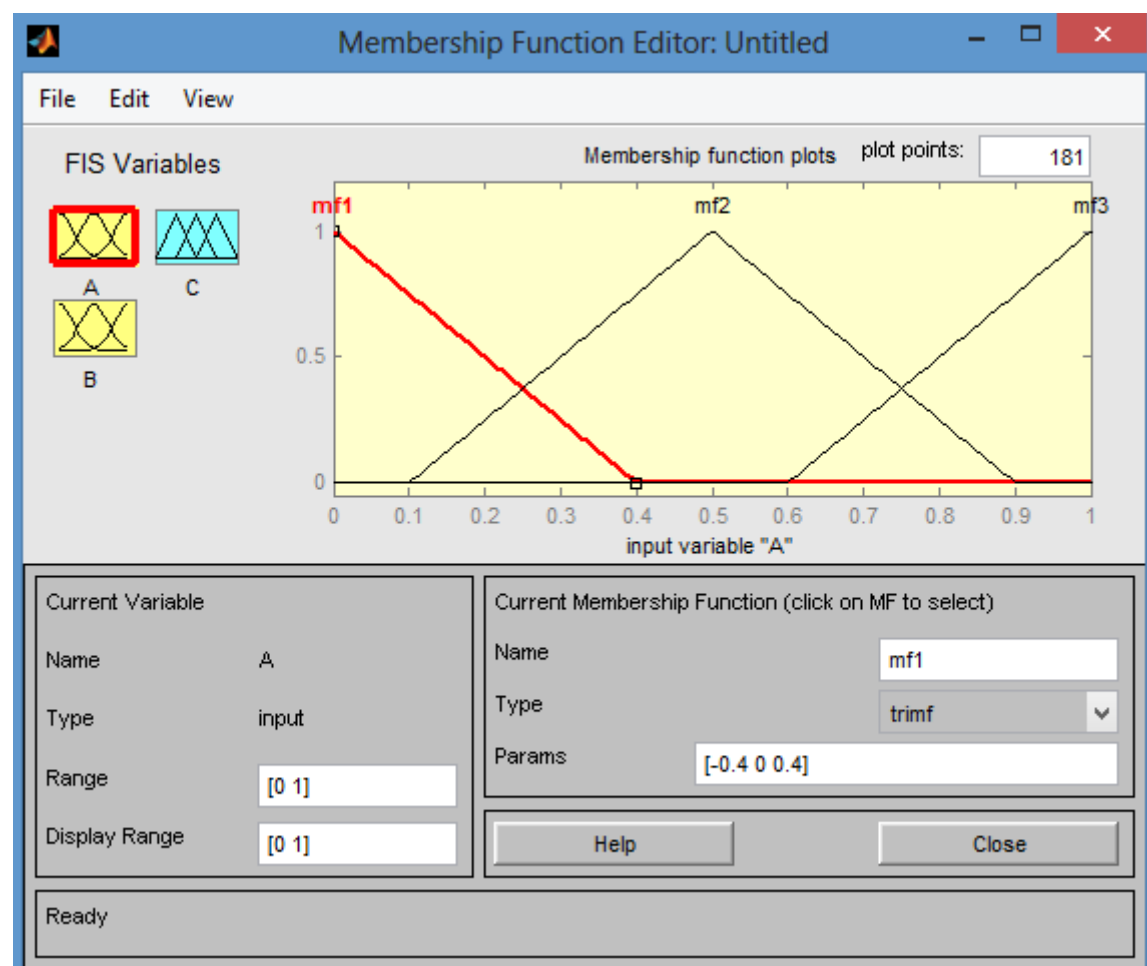 Membership Function Editor: Untitled
File Edit View
FIS Variables
Membership function plots
plot points:
181
mf1
mf2
mf3
A
C
B
1
0.5
0
0 0.1 0.2 0.3 0.4 0.5 0.6 0.7 0.8 0.9 1
input variable "A"
Current Variable
Name A
Type input
Range [0 1]
Display Range [0 1]
Current Membership Function (click on MF to select)
Name mf1
Type trimf
Params [-0.4 0 0.4]
Help
Close
Ready